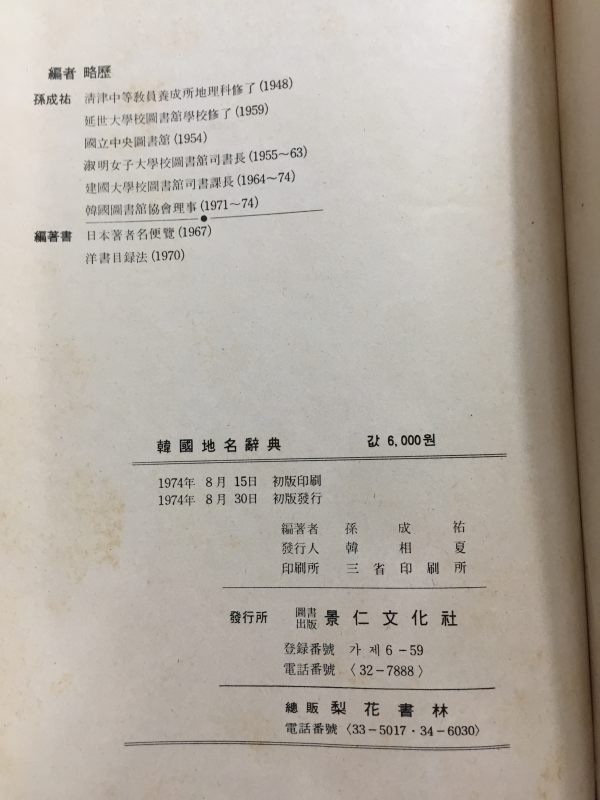 編者 略歷
孫成祐 淸津中等敎員養成所地理科修了(1948)
延世大學校圖書舘學校修了(1959)
國立中央圖書舘(1954)
淑明女子大學校圖書舘司書長(1955〜63)
建國大學校圖書舘司書課長(1964〜74)
韓國圖書舘協會理事(1971〜74)
編著書 日本著者名便覽(1967)
洋書目録法(1970)
韓國地名辭典 값 6,000원
1974年 8月 15日 初版印刷
1974年 8月 30日 初版發行
編著者 孫成祐
發行人 韓相夏
印刷所 三省印刷所
發行所 圖書出版 景仁文化社
登録番號 가제6-59
電話番號 〈32-7888〉
總販 梨花書林
電話番號〈33-5017·34-6030〉